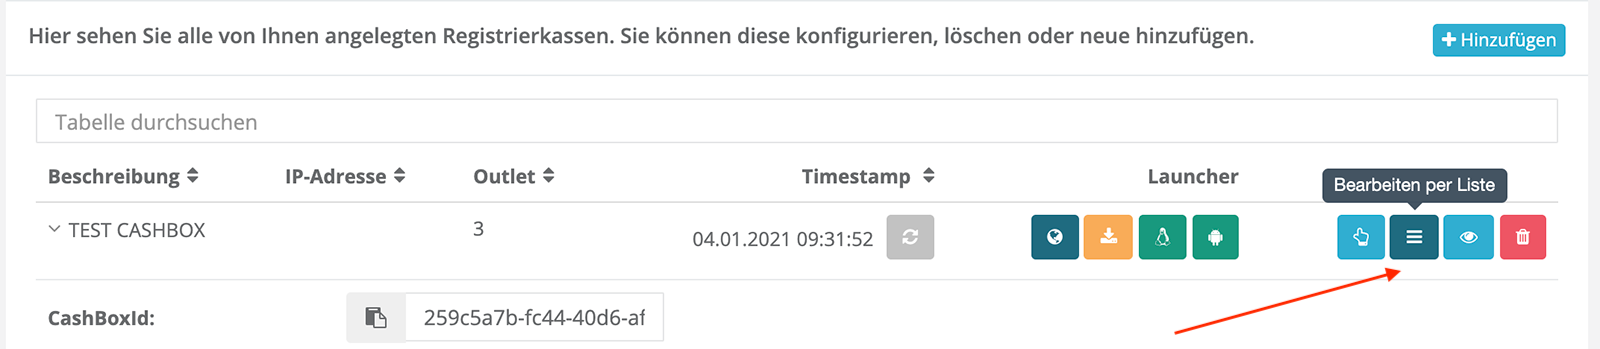 Hier sehen Sie alle von Ihnen angelegten Registrierkassen. Sie können diese konfigurieren, löschen oder neue hinzufügen.
Hinzufügen
Tabelle durchsuchen
Beschreibung IP-Adresse Outlet Timestamp Launcher
Bearbeiten per Liste
TEST CASHBOX 3 04.01.2021 09:31:52
CashBoxId: 259c5a7b-fc44-40d6-af